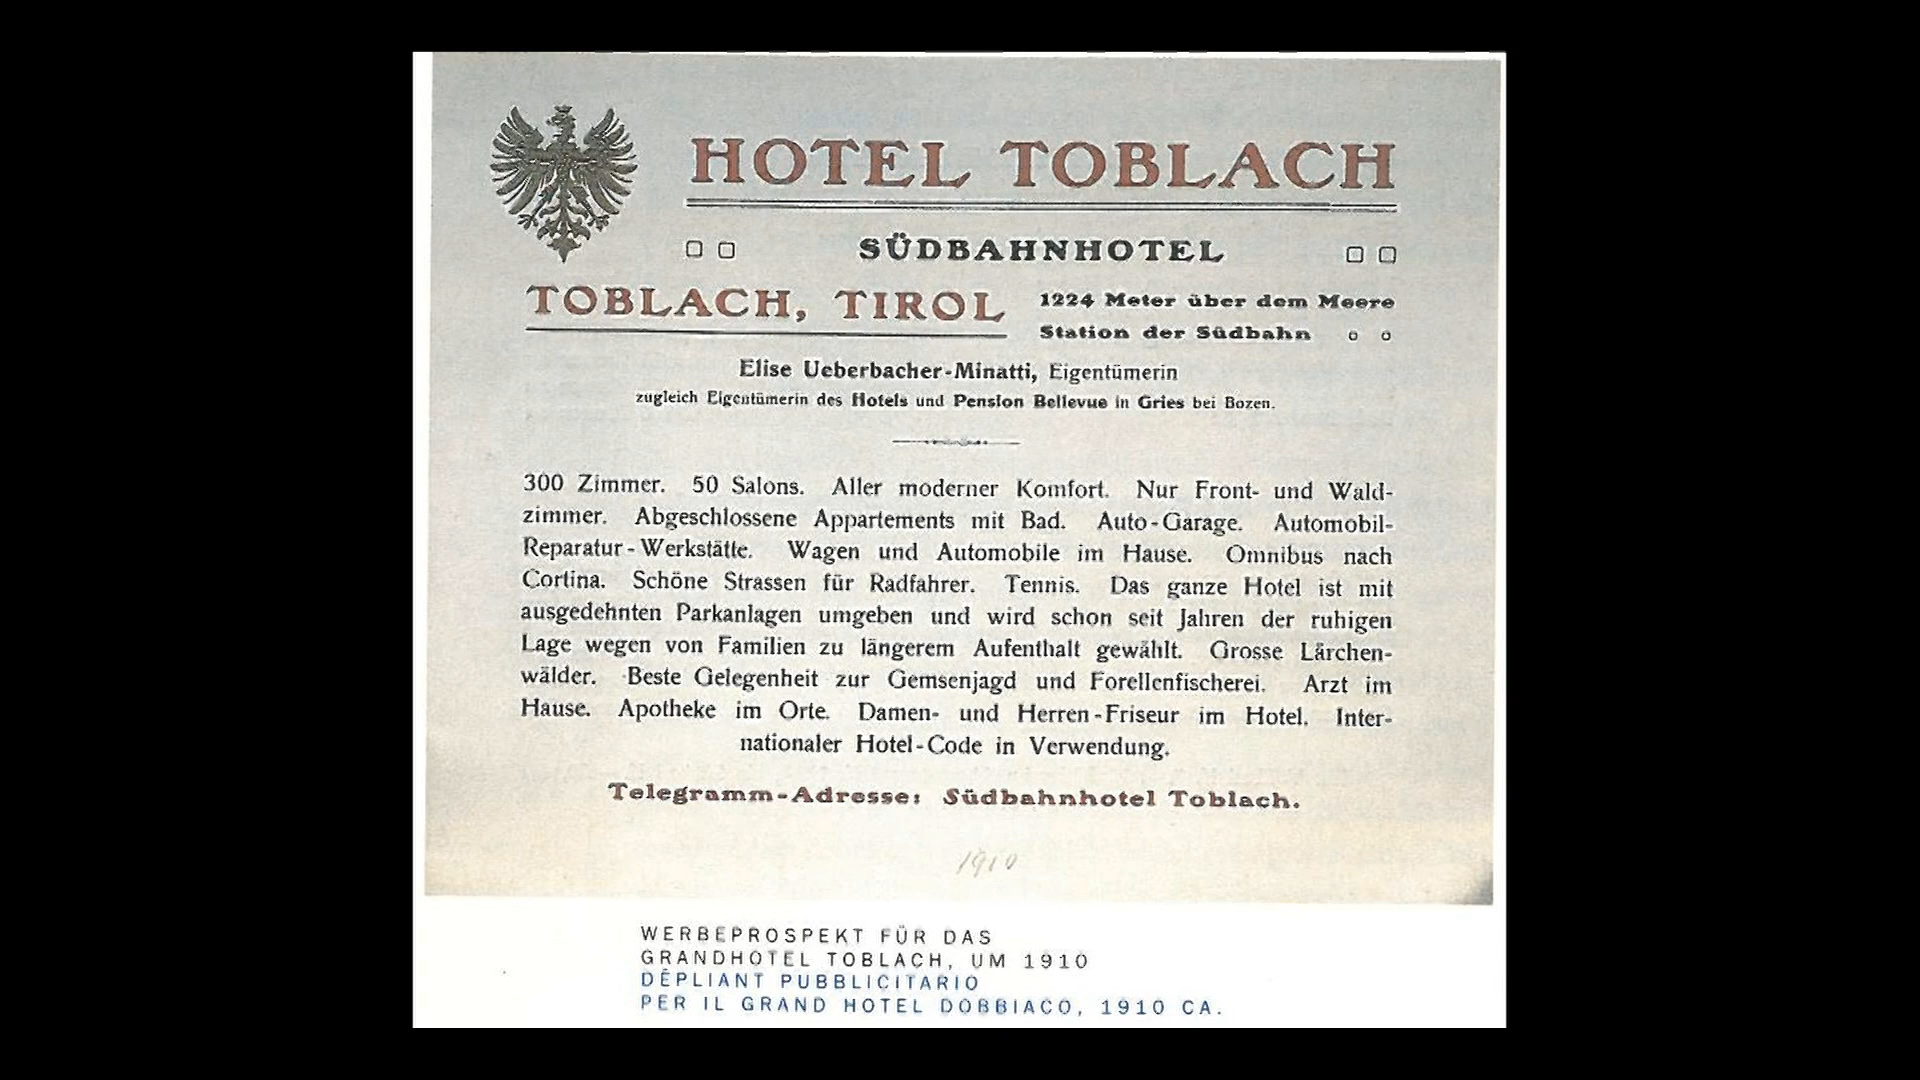 HOTEL TOBLACH
SÜDBAHNHOTEL
TOBLACH, TIROL
1224 Meter über dem Meere
Station der Südbahn
Elise Ueberbacher-Minatti, Eigentümerin
zugleich Eigentümerin des Hotels und Pension Bellevue in Gries bei Bozen.
300 Zimmer. 50 Salons. Aller moderner Komfort. Nur Front- und Wald-
zimmer. Abgeschlossene Appartements mit Bad. Auto-Garage. Automobil-
Reparatur-Werkstätte. Wagen und Automobile im Hause. Omnibus nach
Cortina. Schöne Strassen für Radfahrer. Tennis. Das ganze Hotel ist mit
ausgedehnten Parkanlagen umgeben und wird schon seit Jahren der ruhigen
Lage wegen von Familien zu längerem Aufenthalt gewählt. Grosse Lärchen-
wälder. Beste Gelegenheit zur Gemsenjagd und Forellenfischerei. Arzt im
Hause. Apotheke im Orte. Damen- und Herren-Friseur im Hotel. Inter-
nationaler Hotel-Code in Verwendung.
Telegramm-Adresse: Südbahnhotel Toblach.
1910
WERBEPROSPEKT FÜR DAS
GRANDHOTEL TOBLACH, UM 1910
DÉPLIANT PUBBLICITARIO
PER IL GRAND HOTEL DOBBIACO, 1910 CA.